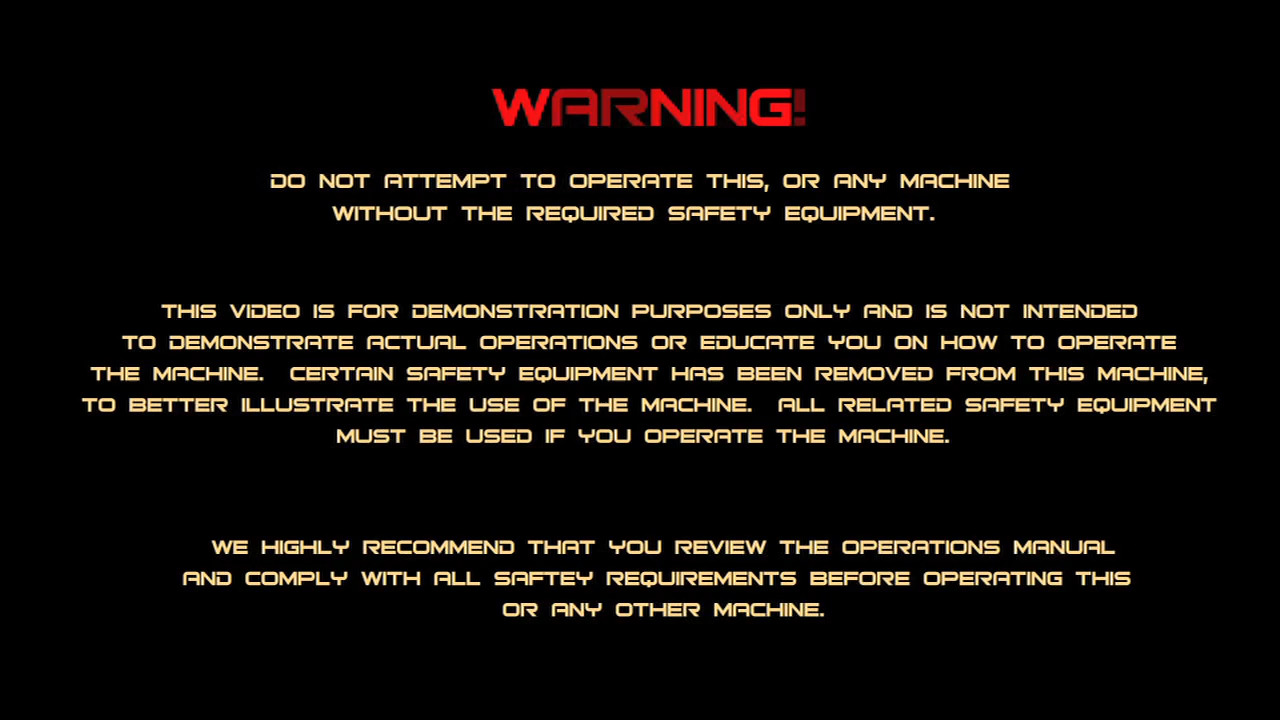 WARNING!
DO NOT ATTEMPT TO OPERATE THIS, OR ANY MACHINE
WITHOUT THE REQUIRED SAFETY EQUIPMENT.
THIS VIDEO IS FOR DEMONSTRATION PURPOSES ONLY AND IS NOT INTENDED
TO DEMONSTRATE ACTUAL OPERATIONS OR EDUCATE YOU ON HOW TO OPERATE
THE MACHINE. CERTAIN SAFETY EQUIPMENT HAS BEEN REMOVED FROM THIS MACHINE,
TO BETTER ILLUSTRATE THE USE OF THE MACHINE. ALL RELATED SAFETY EQUIPMENT
MUST BE USED IF YOU OPERATE THE MACHINE.
WE HIGHLY RECOMMEND THAT YOU REVIEW THE OPERATIONS MANUAL
AND COMPLY WITH ALL SAFTEY REQUIREMENTS BEFORE OPERATING THIS
OR ANY OTHER MACHINE.